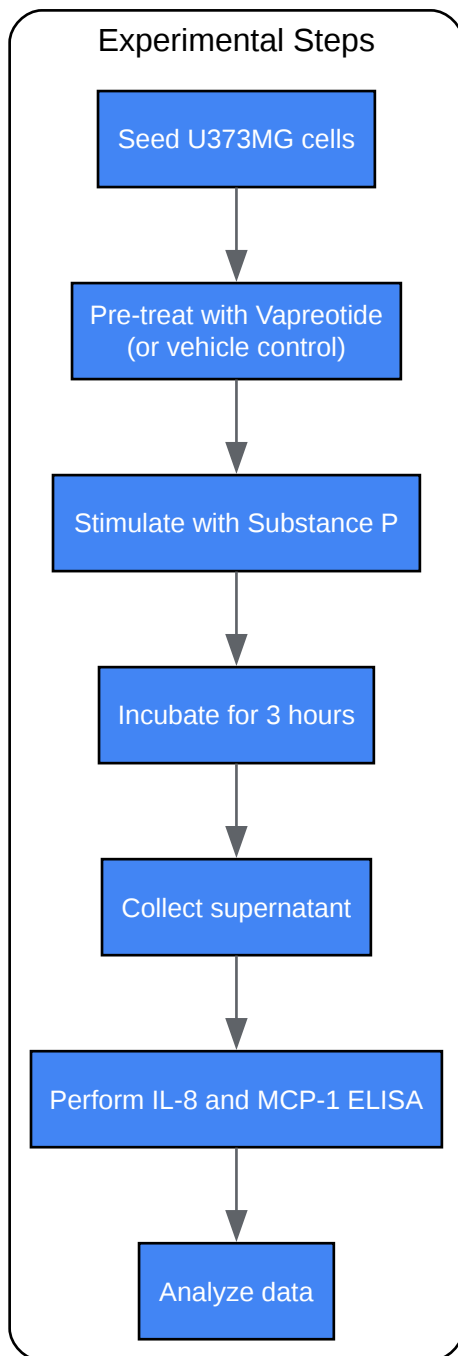 Experimental Steps
Seed U373MG cells
Pre-treat with Vapreotide
(or vehicle control)
Stimulate with Substance P
Incubate for 3 hours
Collect supernatant
Perform IL-8 and MCP-1 ELISA
Analyze data